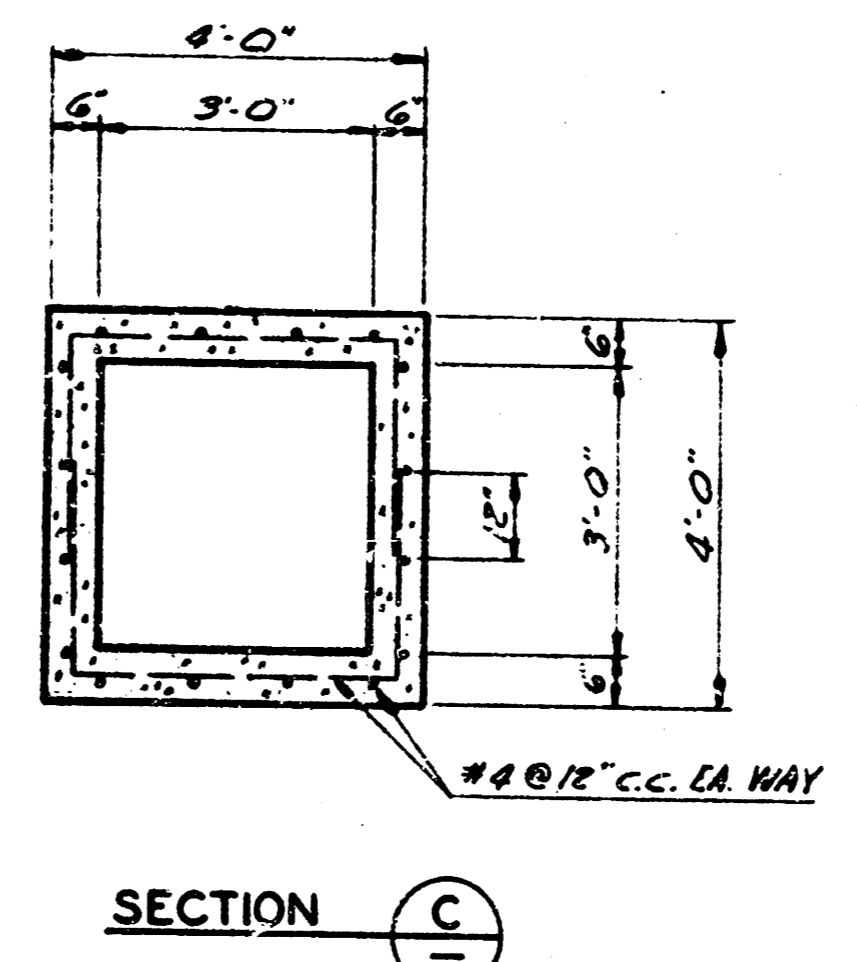 4'-0"
6" 3'-0" 6"
6"
12" 3'-0" 4'-0"
6"
#4 @ 12" C.C. EA. WAY
SECTION C